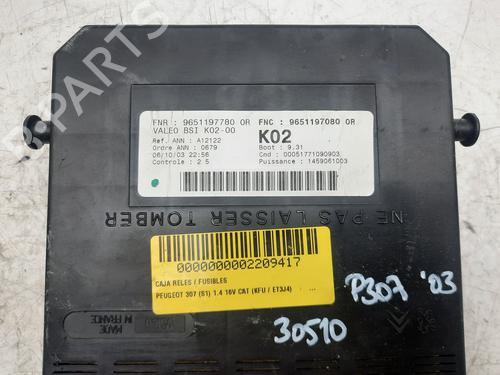 FNR : 9651197780 OR FNC : 9651197080 OR
VALEO BSI K02-00 K02
Ref. ANN : A12122
Ordre ANN : 0679 Boot : 9.31
06/10/03 22:56 Cmd : 00051771090903
Controle : 2 5 Puissance : 1459061003
NE PAS LAISSER TOMBER
0000000002209417
CAJA RELES / FUSIBLES
PEUGEOT 307 (S1) 1.4 16V CAT (KFU / ET3J4)
P307 '03
30510
MADE
IN FRANCE